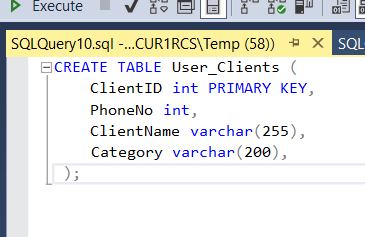 Execute
SQLQuery10.sql -...CUR1RCS\Temp (58))
SQL
CREATE TABLE User_Clients (
ClientID int PRIMARY KEY,
PhoneNo int,
ClientName varchar(255),
Category varchar(200),
);